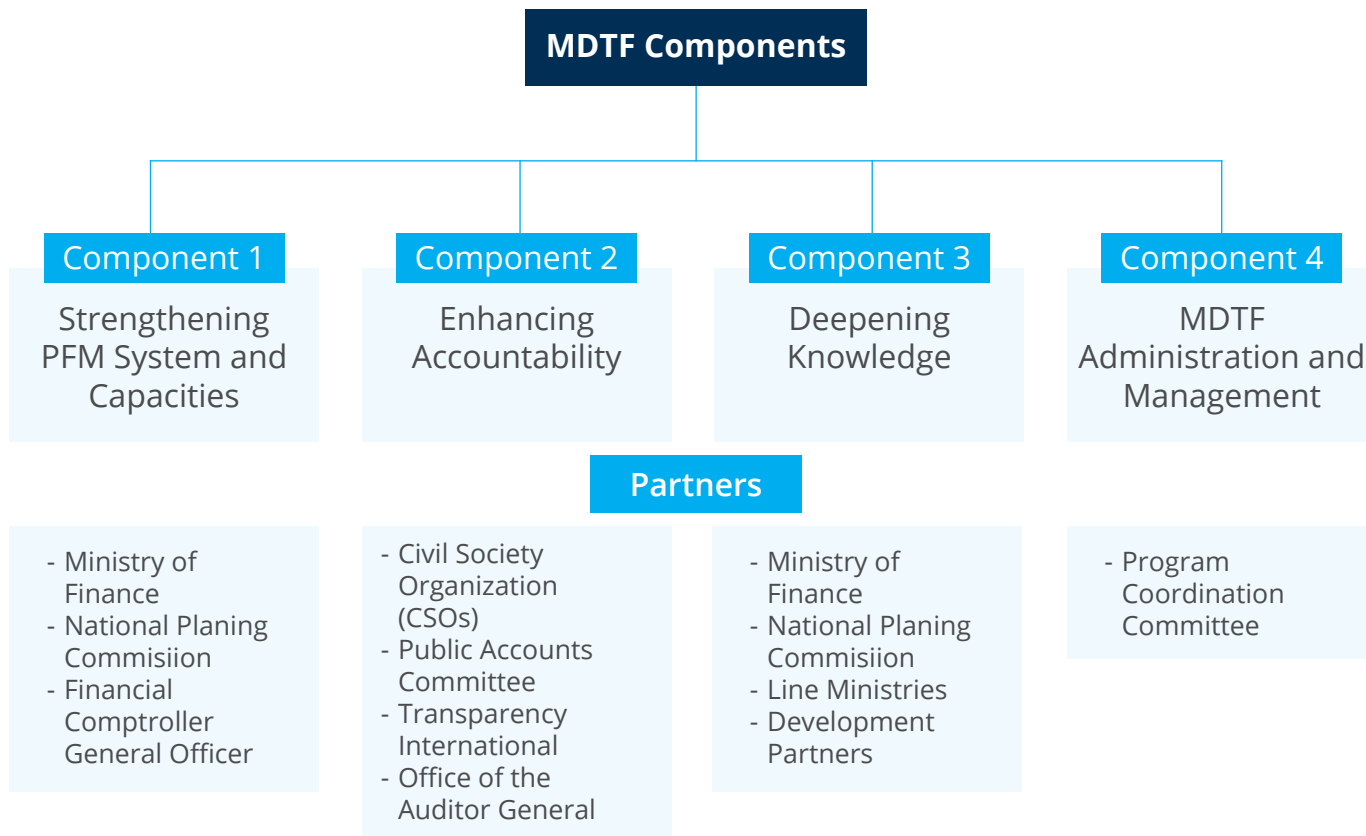 MDTF Components
Component 1
Strengthening
PFM System and
Capacities
Component 2
Enhancing
Accountability
Component 3
Deepening
Knowledge
Component 4
MDTF
Administration and
Management
Partners
- Ministry of
Finance
- National Planing
Commisiion
- Financial
Comptroller
General Officer
- Civil Society
Organization
(CSOs)
- Public Accounts
Committee
- Transparency
International
- Office of the
Auditor General
- Ministry of
Finance
- National Planing
Commisiion
- Line Ministries
- Development
Partners
- Program
Coordination
Committee